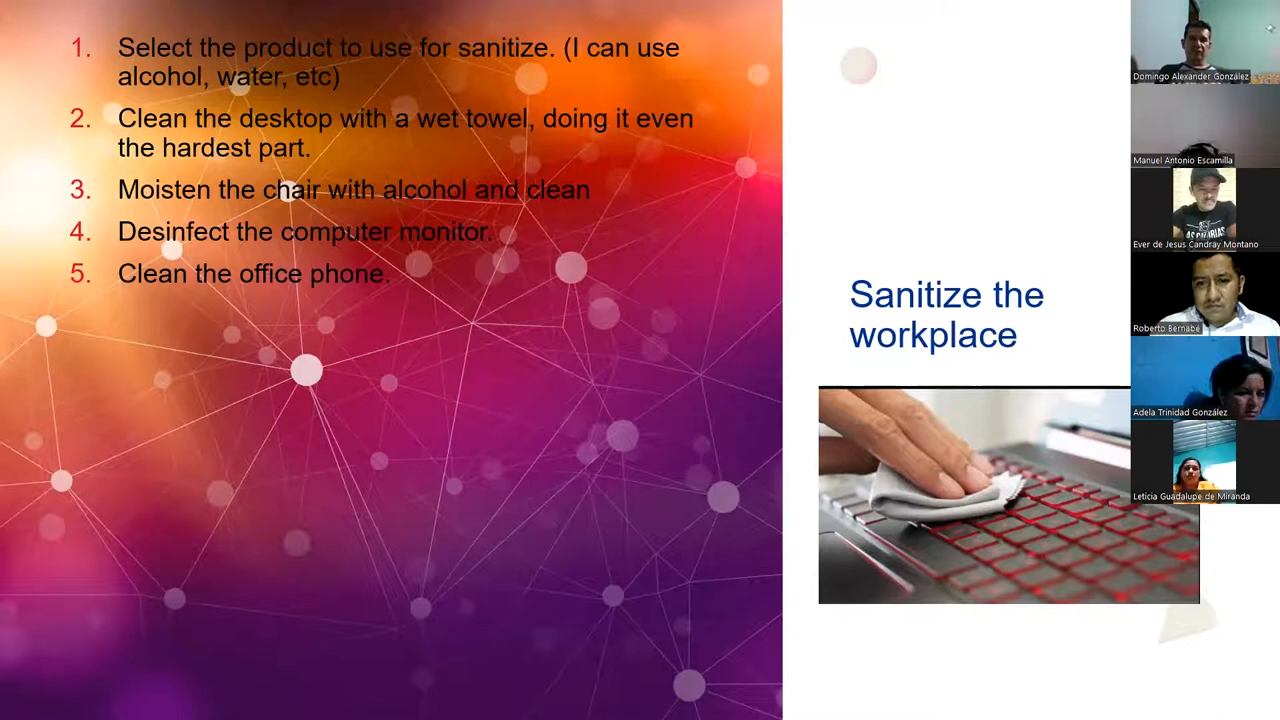 1. Select the product to use for sanitize. (I can use
alcohol, water, etc)
2. Clean the desktop with a wet towel, doing it even
the hardest part.
3. Moisten the chair with alcohol and clean
4. Desinfect the computer monitor.
5. Clean the office phone.
Sanitize the
workplace
Domingo Alexander González
Manuel Antonio Escamilla
Ever de Jesus Candray Montano
Roberto Bernabé
Adela Trinidad González
Leticia Guadalupe de Miranda